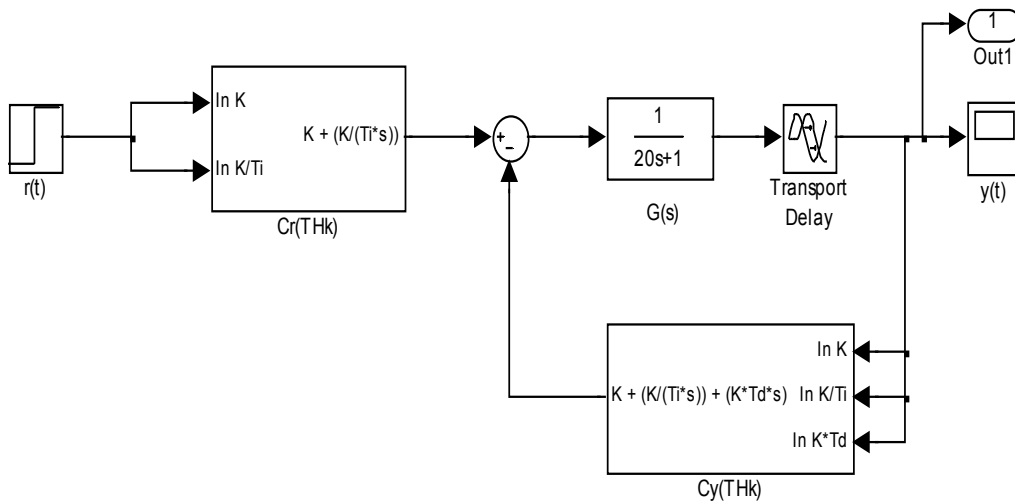 1
Out1
In K
K + (K/(Ti*s))
In K/Ti
r(t)
Cr(THk)
+
-
1
20s+1
G(s)
Transport
Delay
y(t)
In K
K + (K/(Ti*s)) + (K*Td*s)
In K/Ti
In K*Td
Cy(THk)